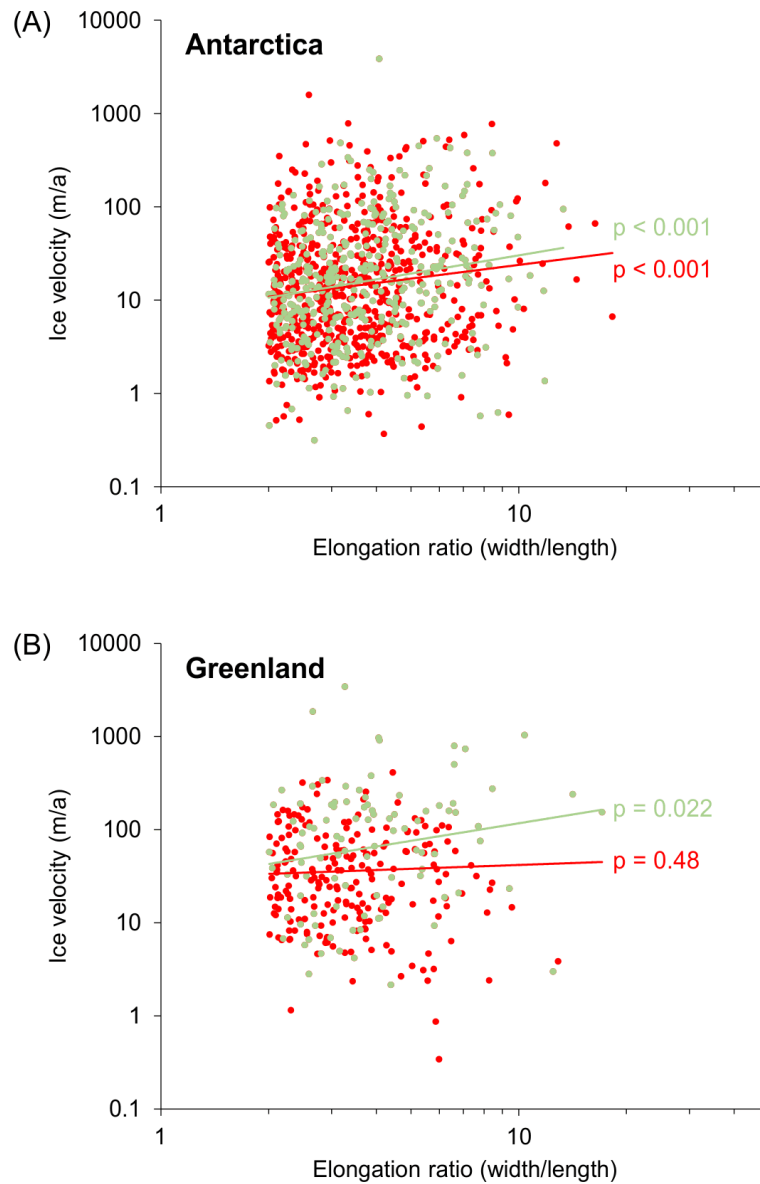 (A)
Antarctica
10000
1000
100
10
1
0.1
Ice velocity (m/a)
p < 0.001
p < 0.001
1
10
Elongation ratio (width/length)
(B)
Greenland
10000
1000
100
10
1
0.1
Ice velocity (m/a)
p = 0.022
p = 0.48
1
10
Elongation ratio (width/length)